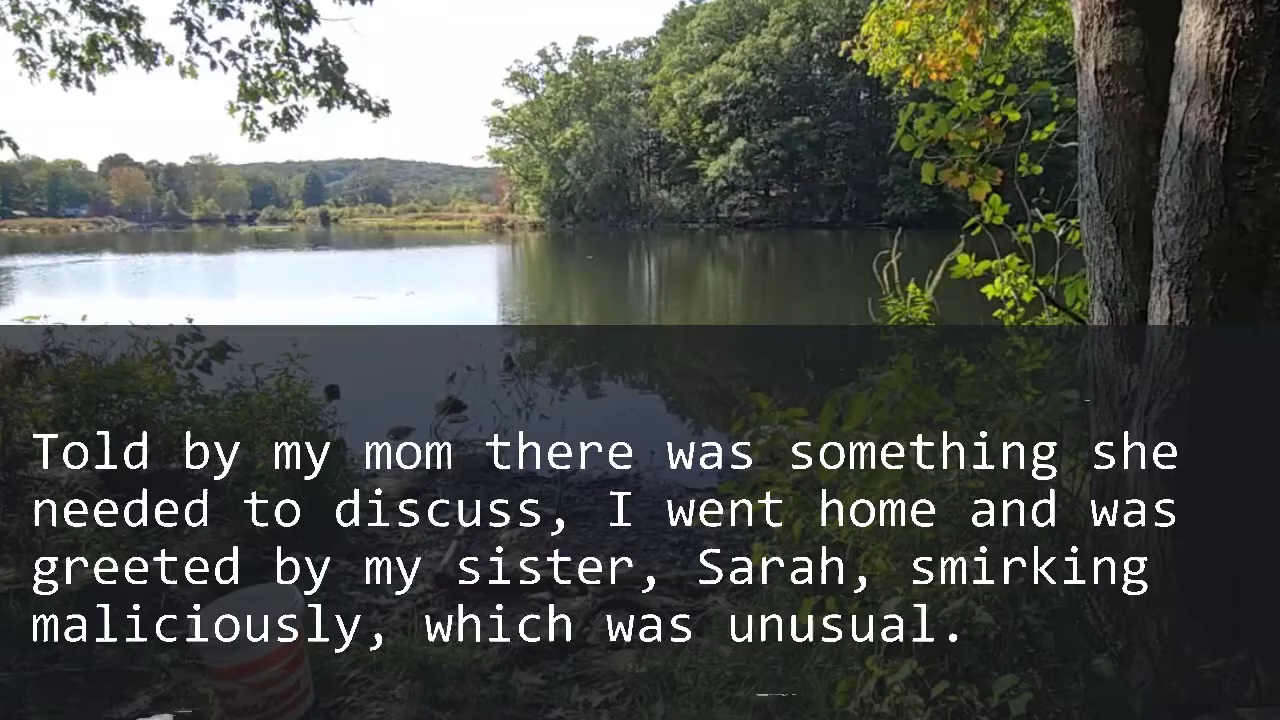 Told by my mom there was something she
needed to discuss, I went home and was
greeted by my sister, Sarah, smirking
maliciously, which was unusual.